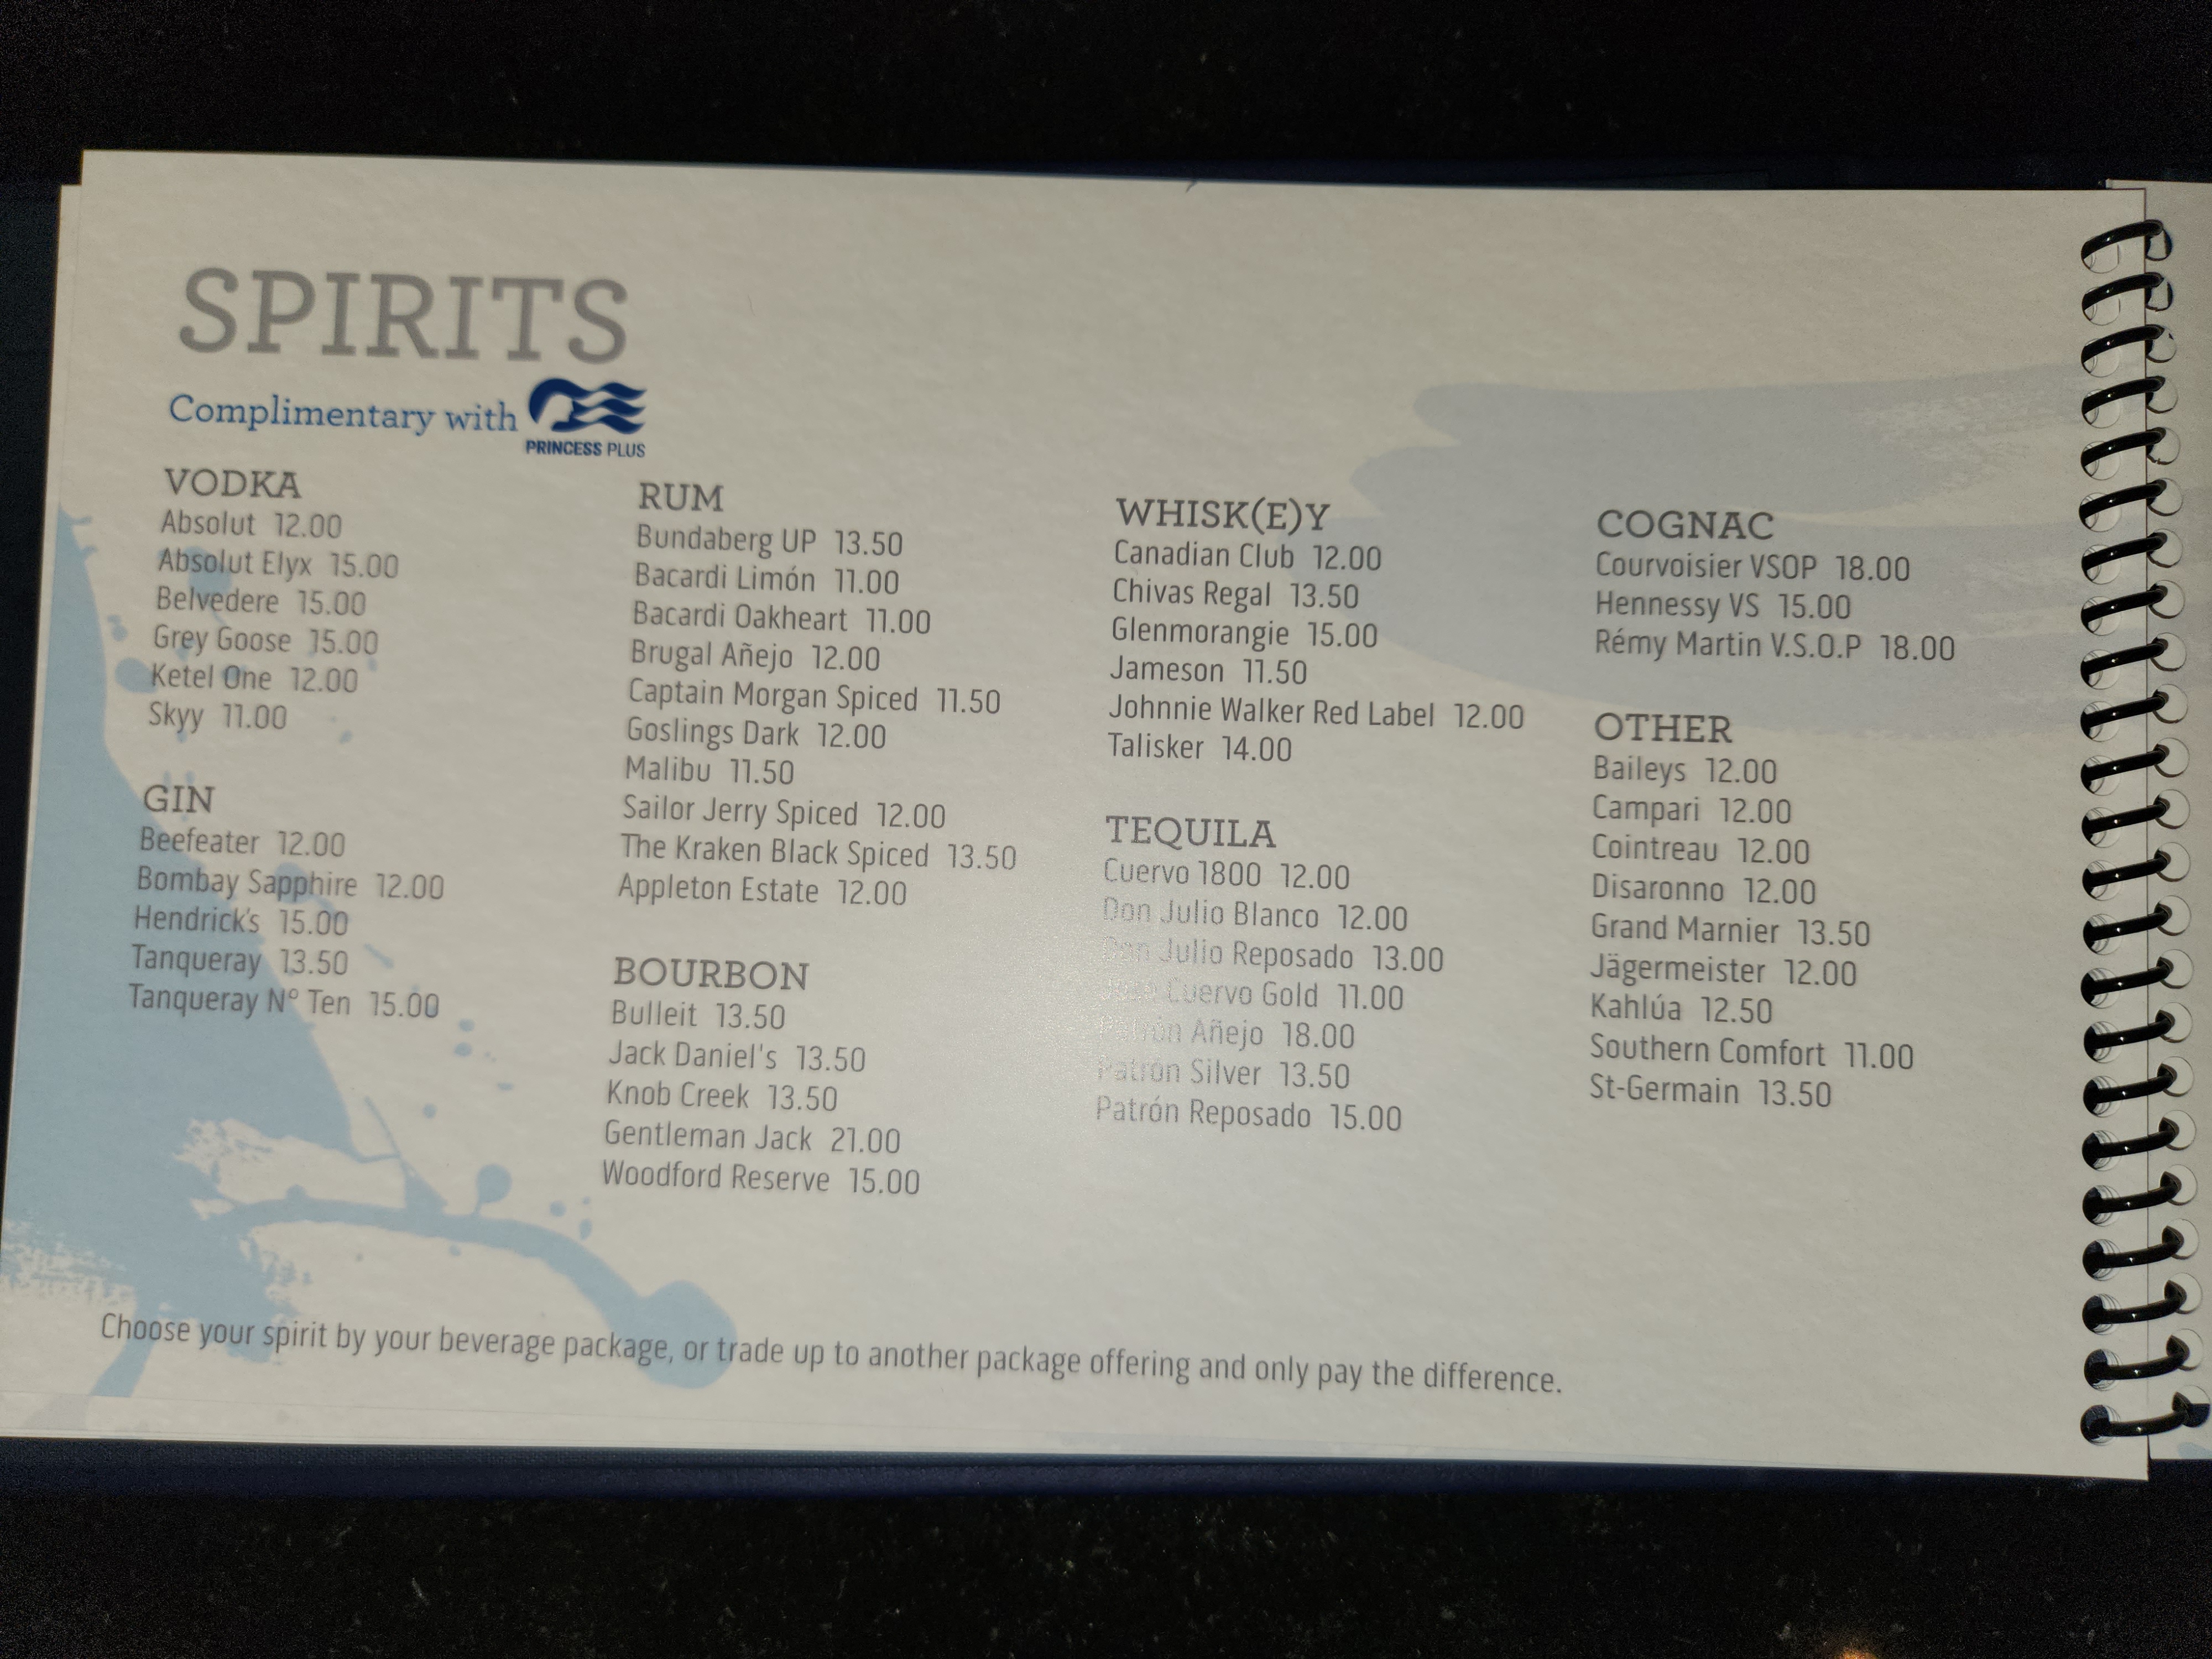 SPIRITS
Complimentary with
PRINCESS PLUS
VODKA
Absolut 12.00
Absolut Elyx 15.00
Belvedere 15.00
Grey Goose 15.00
Ketel One 12.00
Skyy 11.00
GIN
Beefeater 12.00
Bombay Sapphire 12.00
Hendrick's 15.00
Tanqueray 13.50
Tanqueray Nº Ten 15.00
RUM
Bundaberg UP 13.50
Bacardi Limón 11.00
Bacardi Oakheart 11.00
Brugal Añejo 12.00
Captain Morgan Spiced 11.50
Goslings Dark 12.00
Malibu 11.50
Sailor Jerry Spiced 12.00
The Kraken Black Spiced 13.50
Appleton Estate 12.00
BOURBON
Bulleit 13.50
Jack Daniel's 13.50
Knob Creek 13.50
Gentleman Jack 21.00
Woodford Reserve 15.00
WHISK(E)Y
Canadian Club 12.00
Chivas Regal 13.50
Glenmorangie 15.00
Jameson 11.50
Johnnie Walker Red Label 12.00
Talisker 14.00
TEQUILA
Cuervo 1800 12.00
Don Julio Blanco 12.00
Don Julio Reposado 13.00
Jose Cuervo Gold 11.00
Patrón Añejo 18.00
Patrón Silver 13.50
Patrón Reposado 15.00
COGNAC
Courvoisier VSOP 18.00
Hennessy VS 15.00
Rémy Martin V.S.O.P 18.00
OTHER
Baileys 12.00
Campari 12.00
Cointreau 12.00
Disaronno 12.00
Grand Marnier 13.50
Jägermeister 12.00
Kahlúa 12.50
Southern Comfort 11.00
St-Germain 13.50
Choose your spirit by your beverage package, or trade up to another package offering and only pay the difference.